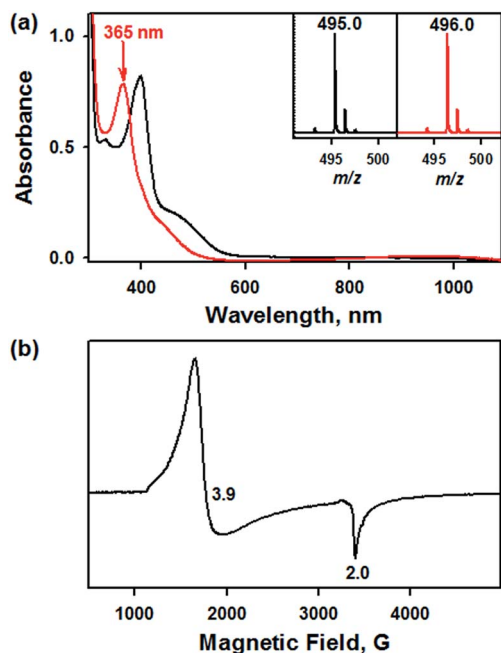 (a)
365 nm
495.0
496.0
1.0
0.5
0.0
Absorbance
495 500
495 500
m/z
m/z
400 600 800 1000
Wavelength, nm
(b)
3.9
2.0
1000 2000 3000 4000
Magnetic Field, G